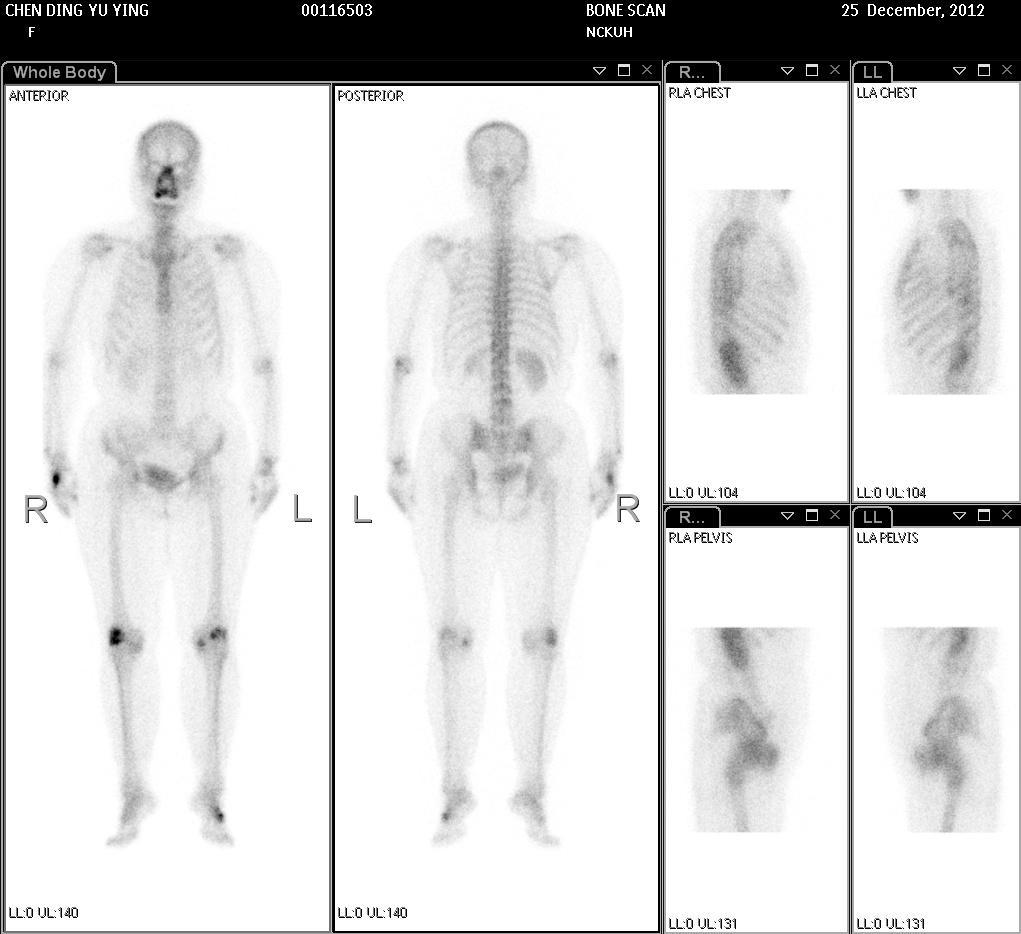 CHEN DING YU YING 00116503 BONE SCAN 25 December, 2012
F NCKUH
Whole Body
ANTERIOR
R L
LL:0 UL:140
POSTERIOR
L R
LL:0 UL:140
R...
RLA CHEST
LL:0 UL:104
LL
LLA CHEST
LL:0 UL:104
R...
RLA PELVIS
LL:0 UL:131
LL
LLA PELVIS
LL:0 UL:131